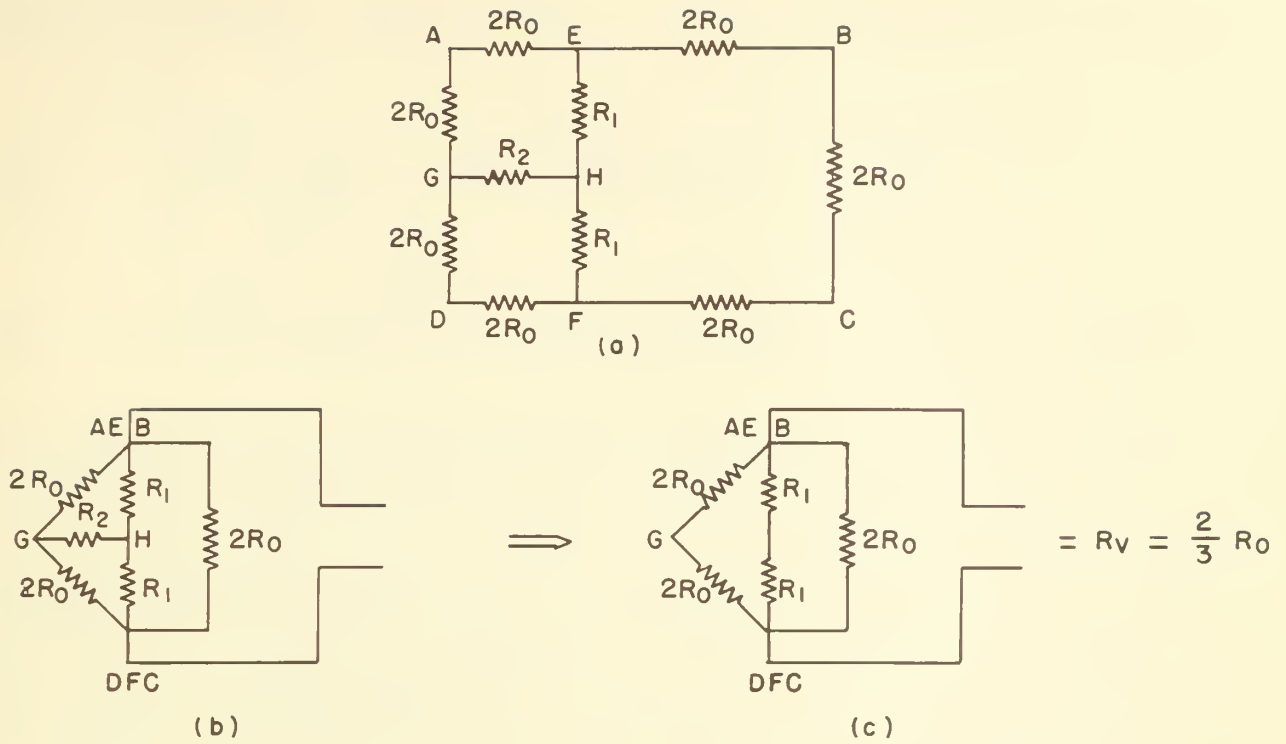 2R₀ 2R₀
A E B
2R₀ R₁
R₂
G H 2R₀
2R₀ R₁
D F C
2R₀ 2R₀
(a)
AE B
2R₀ R₁
R₂
G H 2R₀
2R₀ R₁
DFC
(b)
⟹
AE B
2R₀ R₁
G 2R₀
2R₀ R₁
DFC
(c)
= Rᵥ = 2/3 R₀